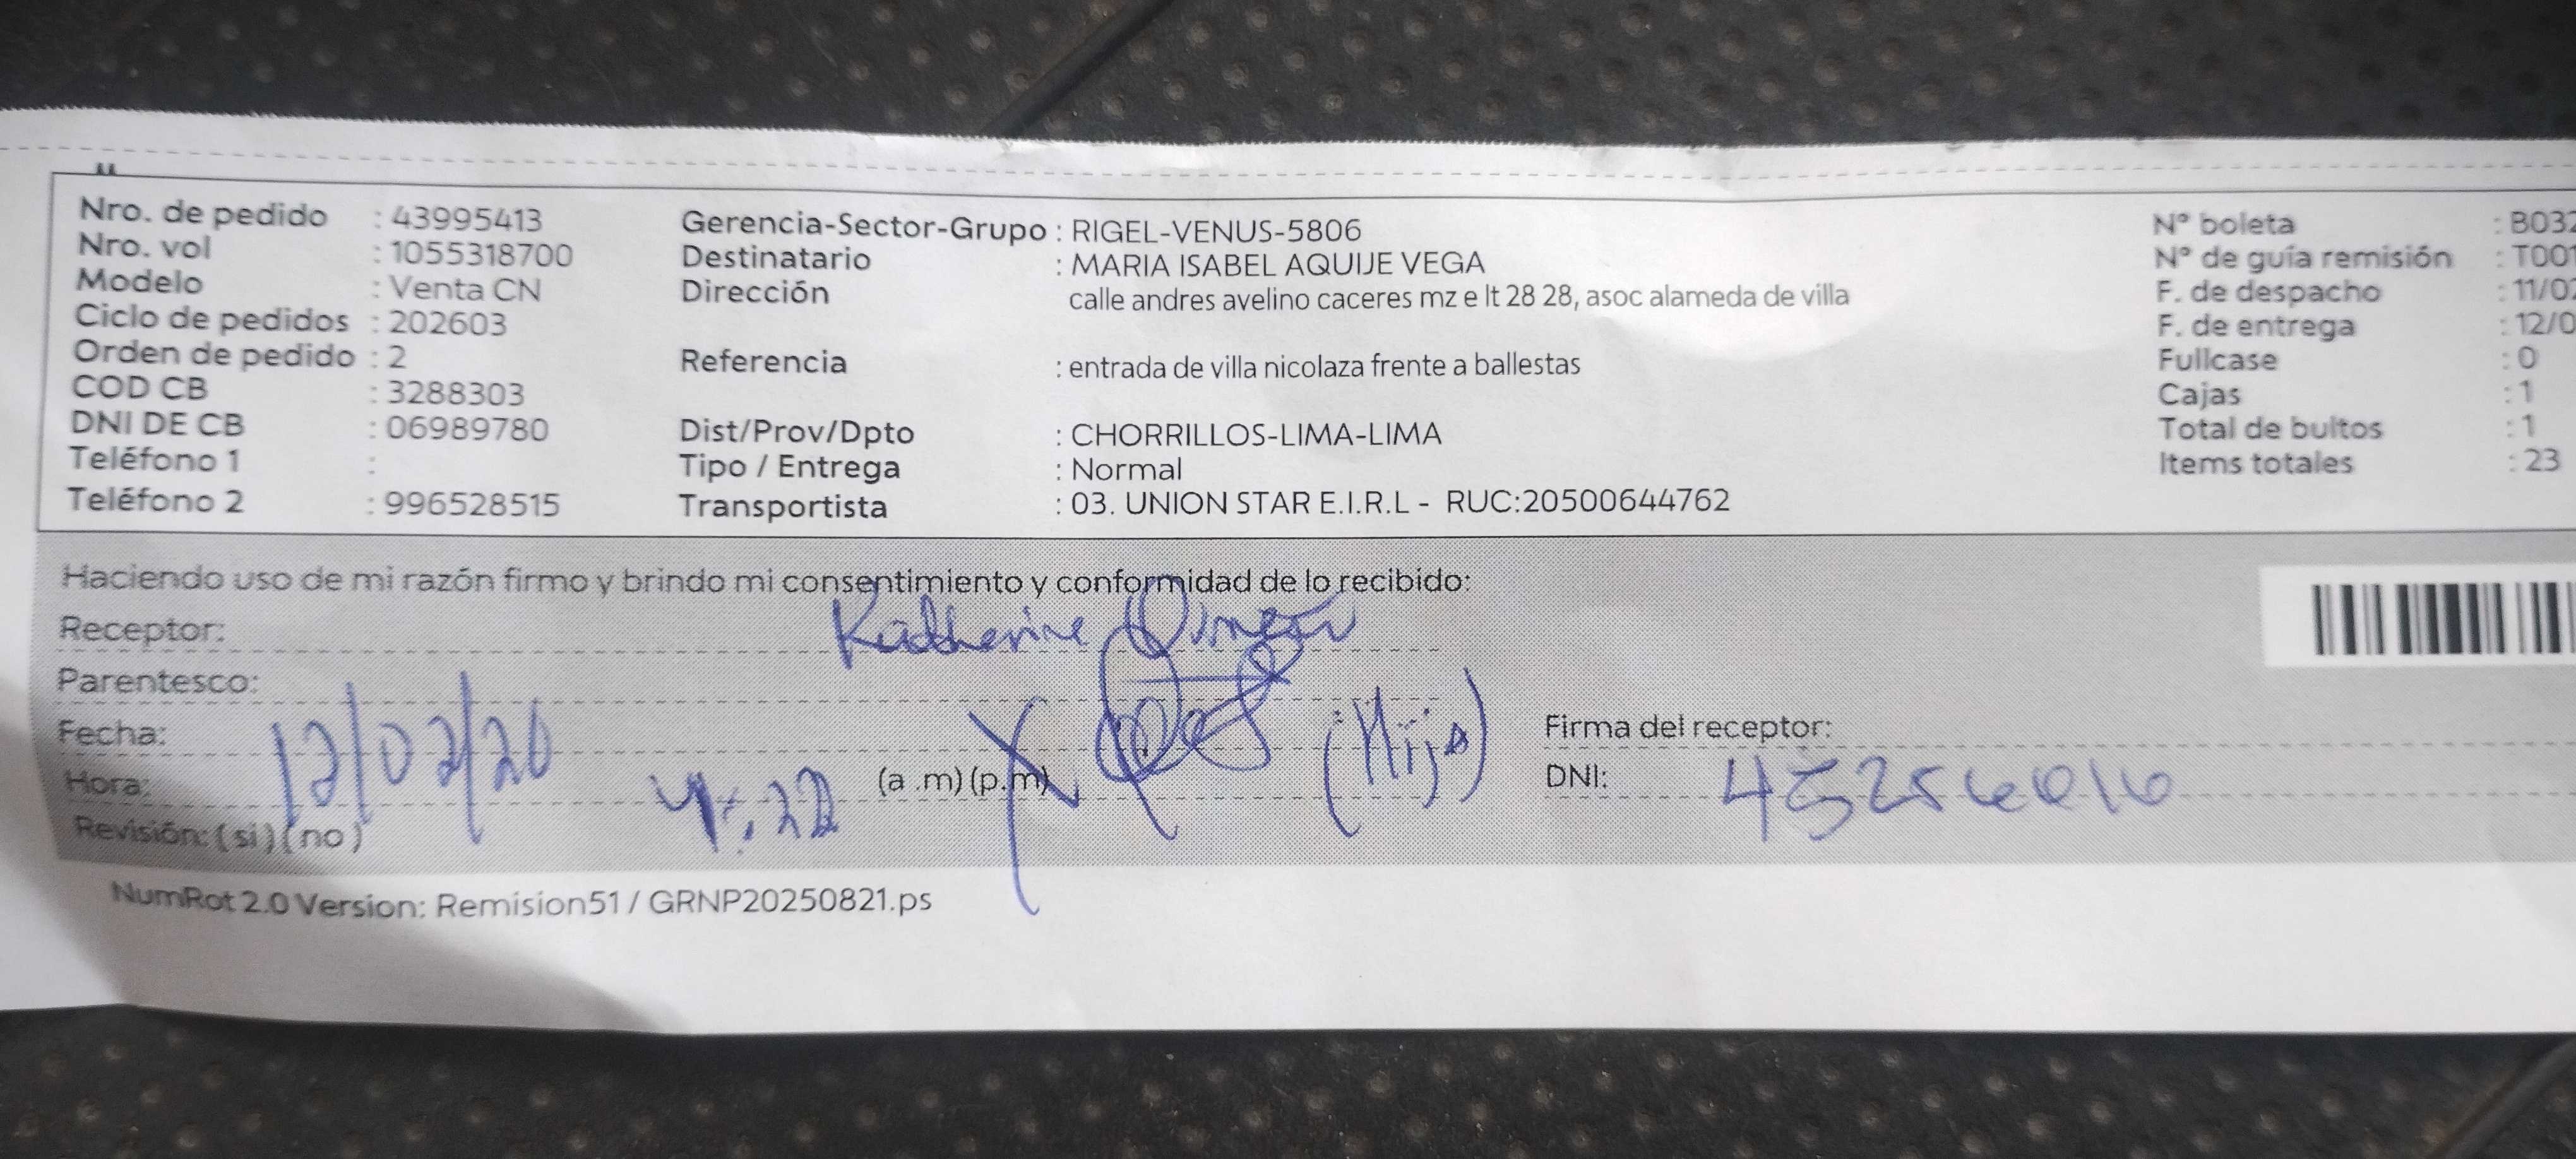 Nro. de pedido : 43995413
Nro. vol : 1055318700
Modelo : Venta CN
Ciclo de pedidos : 202603
Orden de pedido : 2
COD CB : 3288303
DNI DE CB : 06989780
Teléfono 1 :
Teléfono 2 : 996528515
Gerencia-Sector-Grupo : RIGEL-VENUS-5806
Destinatario : MARIA ISABEL AQUIJE VEGA
Dirección calle andres avelino caceres mz e lt 28 28, asoc alameda de villa
Referencia : entrada de villa nicolaza frente a ballestas
Dist/Prov/Dpto : CHORRILLOS-LIMA-LIMA
Tipo / Entrega : Normal
Transportista : 03. UNION STAR E.I.R.L - RUC:20500644762
N° boleta : B032
N° de guía remisión : T001
F. de despacho : 11/02
F. de entrega : 12/0
Fullcase : 0
Cajas : 1
Total de bultos : 1
Items totales : 23
Haciendo uso de mi razón firmo y brindo mi consentimiento y conformidad de lo recibido:
Receptor: Katherine
Parentesco: (Hija)
Fecha: 12/02/26
Hora: 4:22 (a .m) (p.m)
Revisión: ( si ) ( no )
Firma del receptor:
DNI: 45256016
NumRot 2.0 Version: Remision51 / GRNP20250821.ps